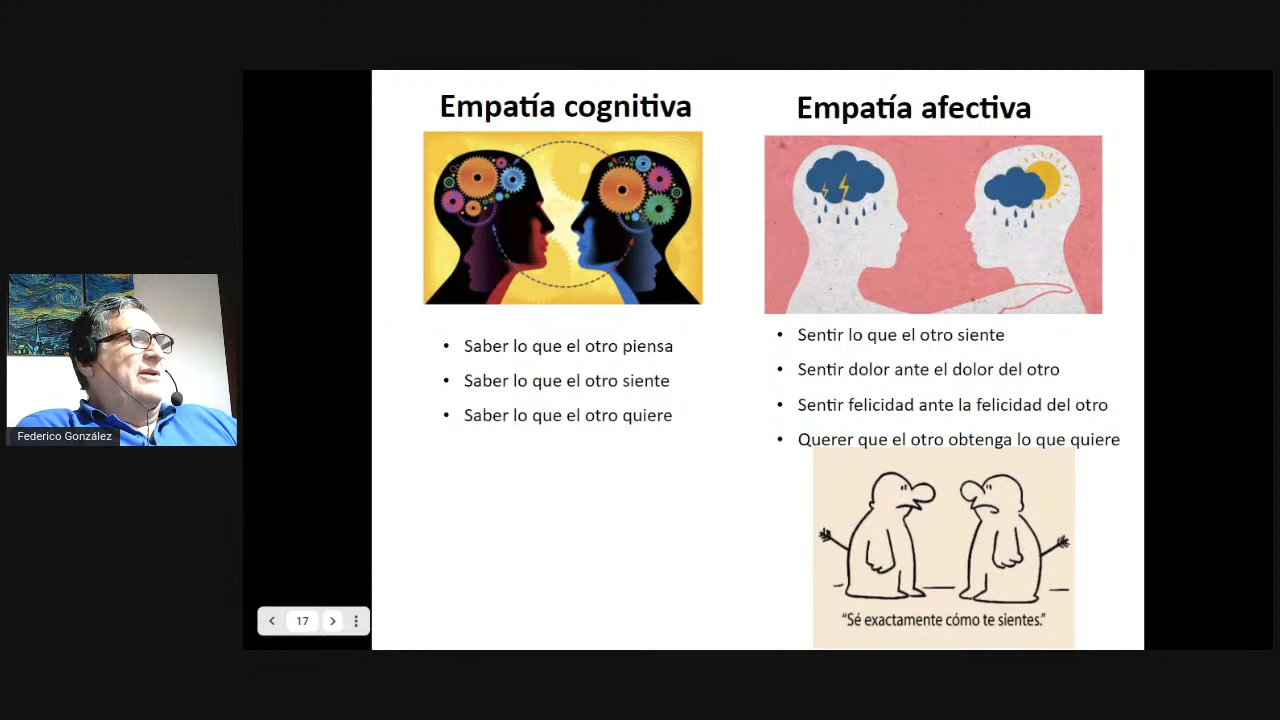 Empatía cognitiva
Saber lo que el otro piensa
Saber lo que el otro siente
Saber lo que el otro quiere
Empatía afectiva
Sentir lo que el otro siente
Sentir dolor ante el dolor del otro
Sentir felicidad ante la felicidad del otro
Querer que el otro obtenga lo que quiere
“Sé exactamente cómo te sientes.”
Federico González
17